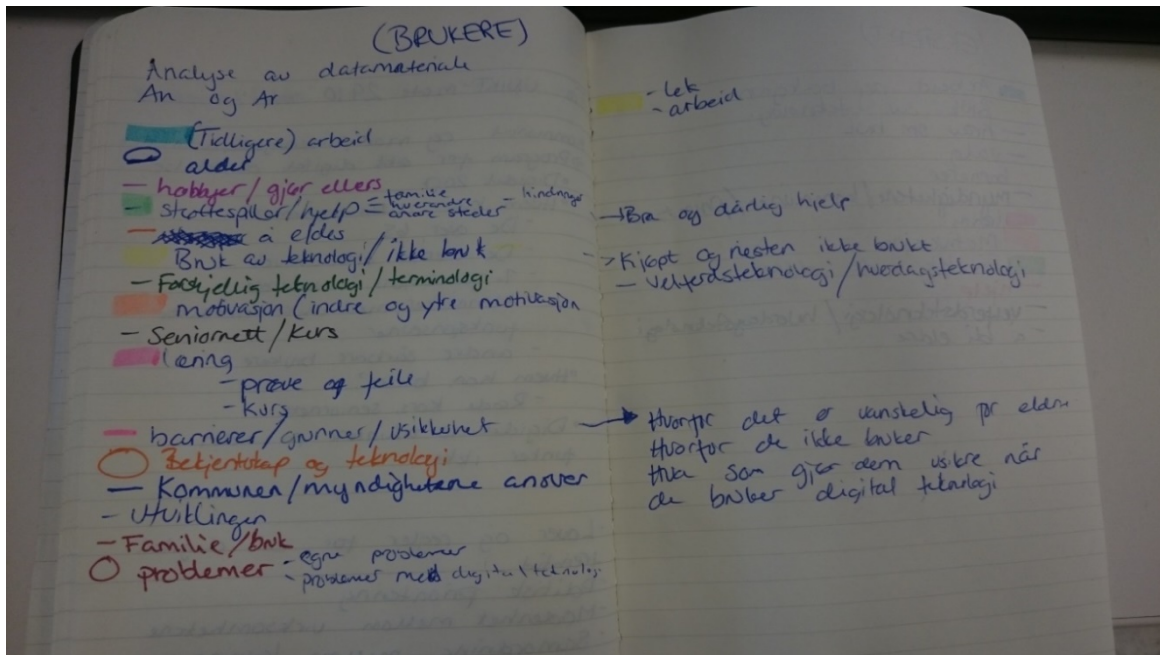 (BRUKERE)
Analyse av datamateriale
An og Ar
(Tidligere) arbeid
alder
- hobbyer/gjør ellers
- støttespiller/hjelp = familie
hverandre
andre steder
-
- å eldes
Bruk av teknologi/ikke bruk
- Forskjellig teknologi/terminologi
motivasjon (indre og ytre motivasjon
- Seniornett/kurs
læring
- prøve og feile
- kurs
- barrierer/grunner/usikkerhet
Bekjentskap og teknologi
- Kommunen/myndighetene ansvar
- Utviklingen
- Familie/bruk
problemer - egne problemer
- problemer med digital teknologi
- lek
- arbeid
→ Bra og dårlig hjelp
-> Kjøpt og nesten ikke brukt
- velferdsteknologi/hverdagsteknologi
Hvorfor det er vanskelig for eldre
Hvorfor de ikke bruker
Hva som gjør dem usikre når
de bruker digital teknologi